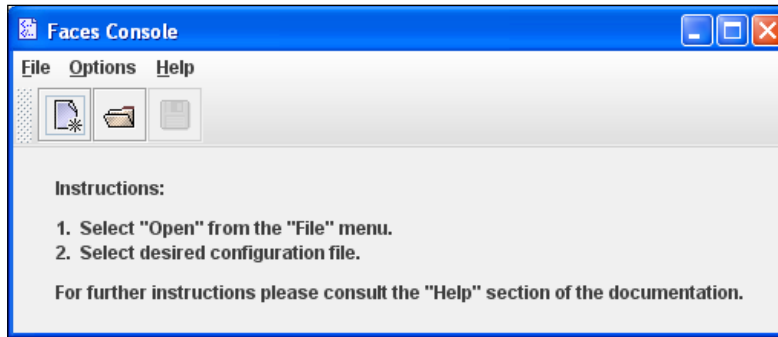 Faces Console
File Options Help
Instructions:
1. Select "Open" from the "File" menu.
2. Select desired configuration file.
For further instructions please consult the "Help" section of the documentation.